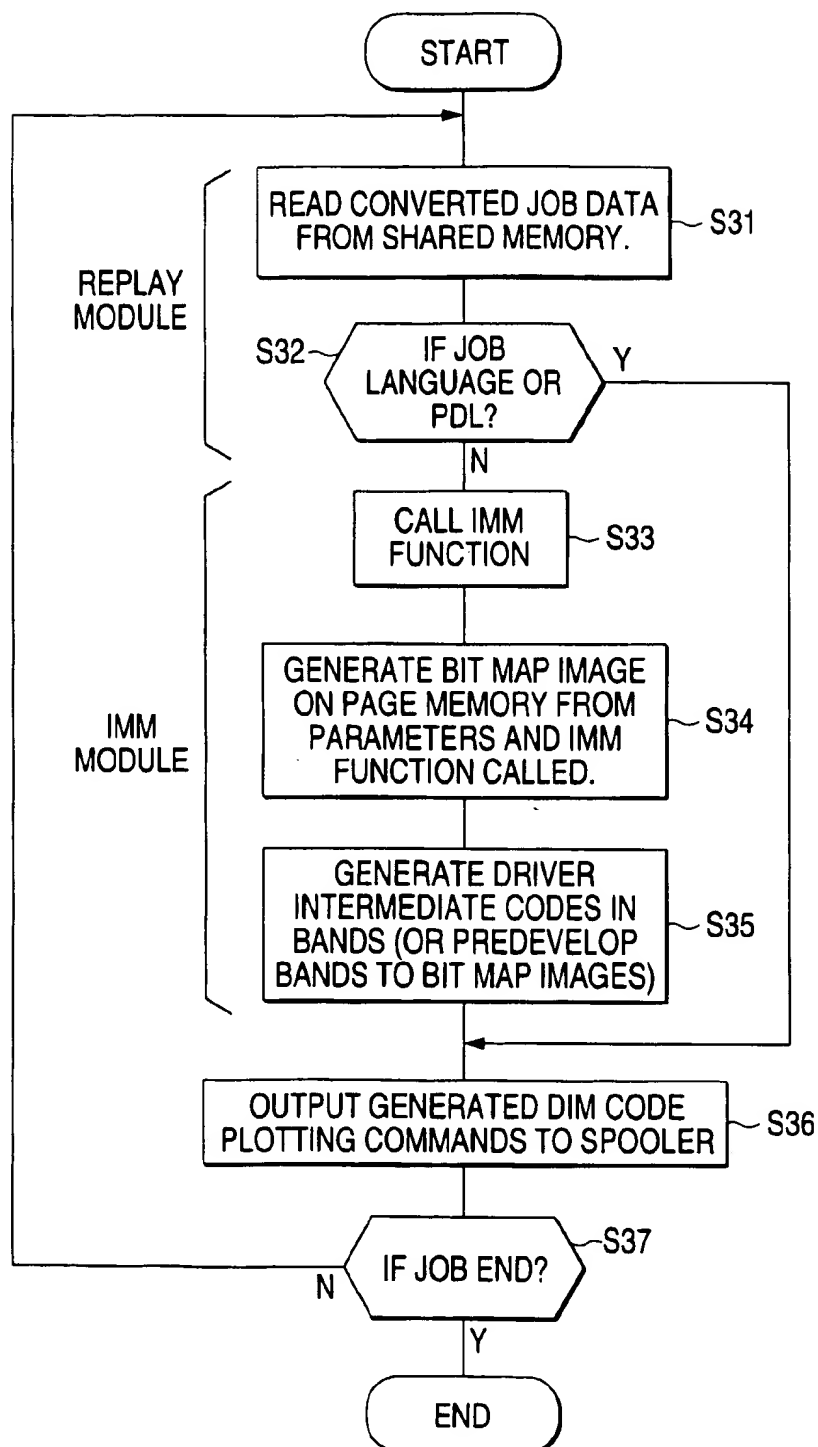 START
READ CONVERTED JOB DATA
FROM SHARED MEMORY.
S31
REPLAY
MODULE
S32
IF JOB
LANGUAGE OR
PDL?
Y
N
CALL IMM
FUNCTION
S33
GENERATE BIT MAP IMAGE
ON PAGE MEMORY FROM
PARAMETERS AND IMM
FUNCTION CALLED.
S34
IMM
MODULE
GENERATE DRIVER
INTERMEDIATE CODES IN
BANDS (OR PREDEVELOP
BANDS TO BIT MAP IMAGES)
S35
OUTPUT GENERATED DIM CODE
PLOTTING COMMANDS TO SPOOLER
S36
IF JOB END?
S37
N
Y
END